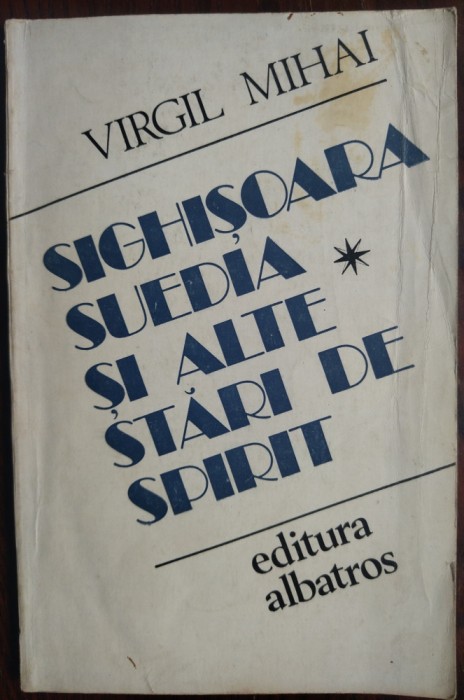 VIRGIL MIHAI
SIGHIȘOARA
SUEDIA *
ȘI ALTE
STĂRI DE
SPIRIT
editura
albatros